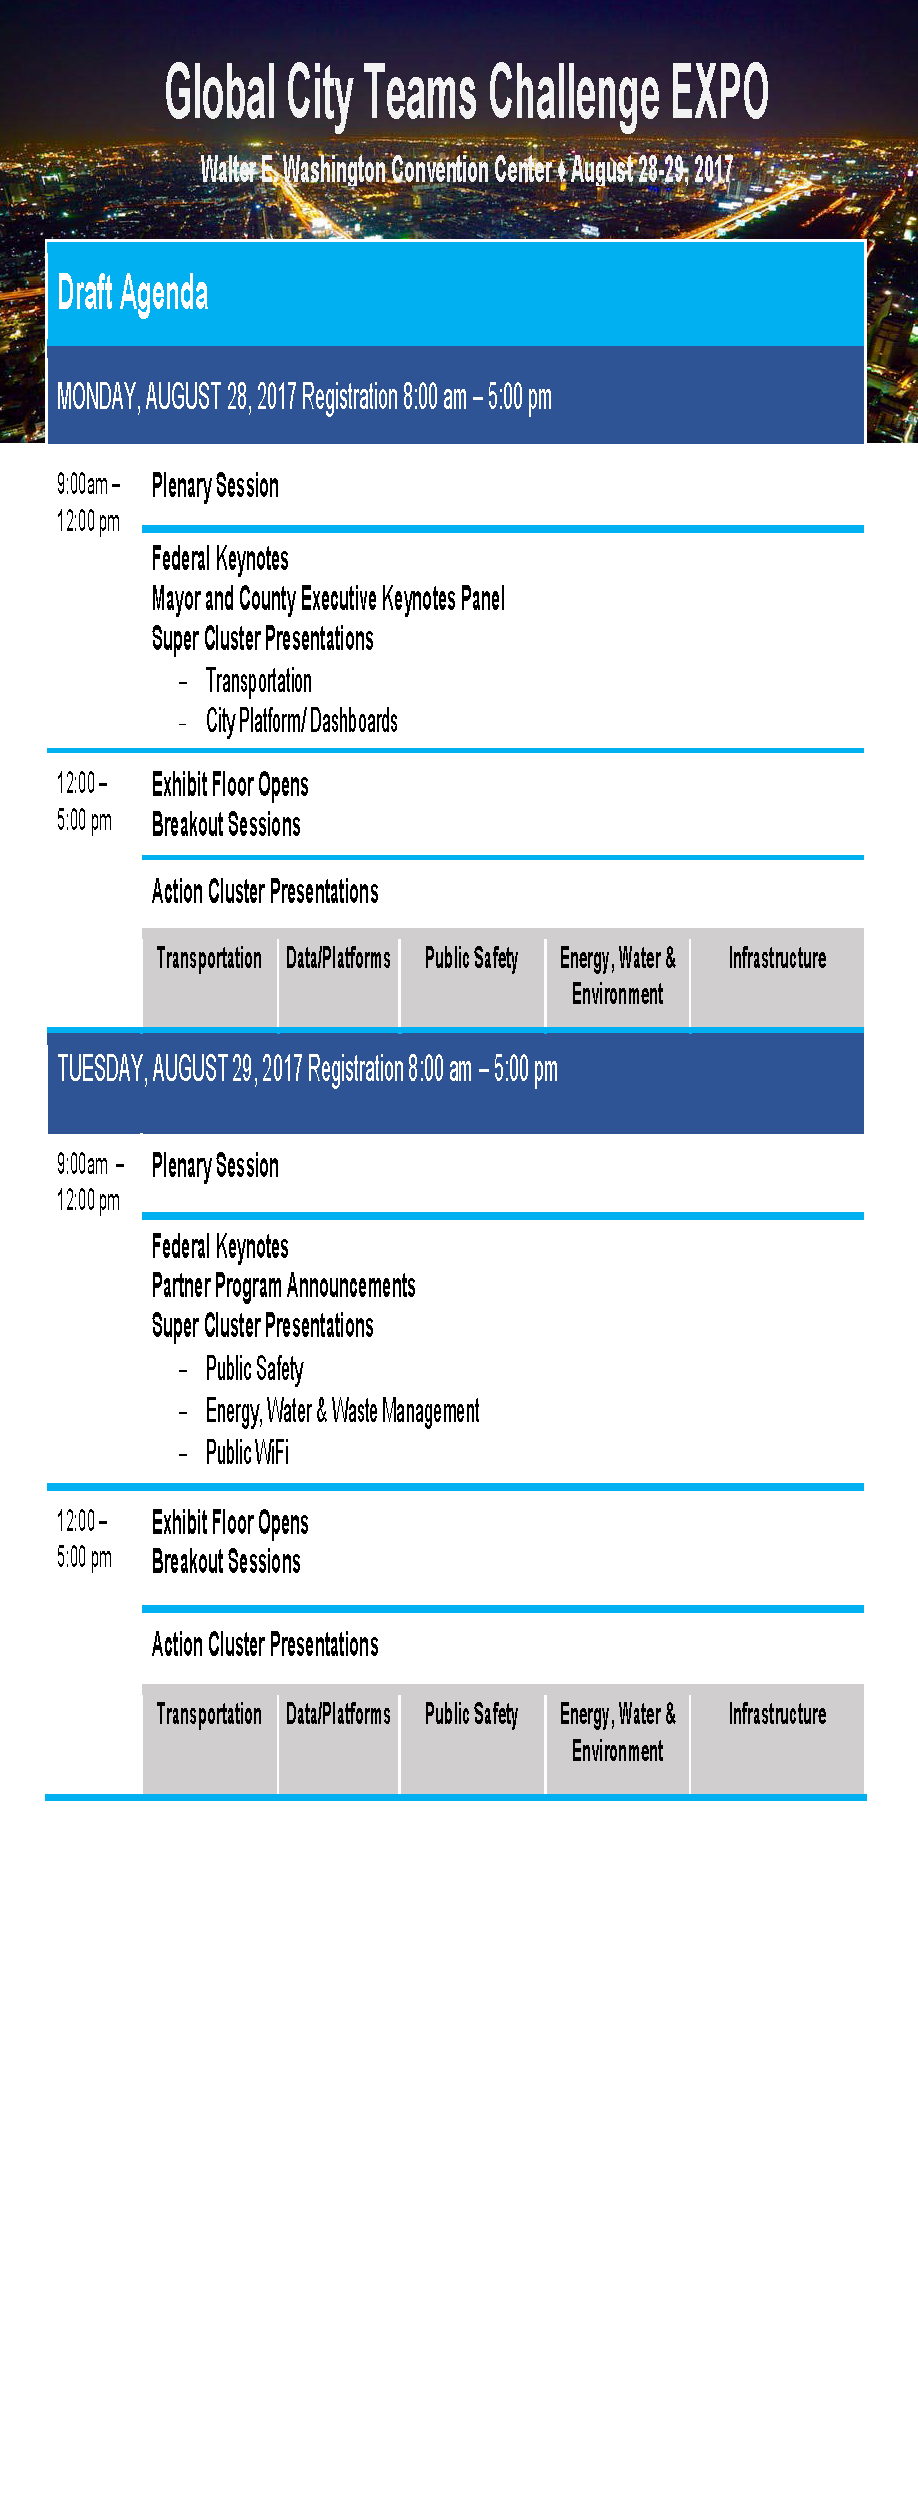 Global City Teams Challenge EXPO
Walter E. Washington Convention Center ♦ August 28-29, 2017
Draft Agenda
MONDAY, AUGUST 28, 2017 Registration 8:00 am – 5:00 pm
9:00am –
12:00 pm
Plenary Session
Federal Keynotes
Mayor and County Executive Keynotes Panel
Super Cluster Presentations
– Transportation
- City Platform/ Dashboards
12:00 –
5:00 pm
Exhibit Floor Opens
Breakout Sessions
Action Cluster Presentations
Transportation
Data/Platforms
Public Safety
Energy, Water &
Environment
Infrastructure
TUESDAY, AUGUST 29, 2017 Registration 8:00 am – 5:00 pm
9:00am –
12:00 pm
Plenary Session
Federal Keynotes
Partner Program Announcements
Super Cluster Presentations
– Public Safety
– Energy, Water & Waste Management
– Public WiFi
12:00 –
5:00 pm
Exhibit Floor Opens
Breakout Sessions
Action Cluster Presentations
Transportation
Data/Platforms
Public Safety
Energy, Water &
Environment
Infrastructure